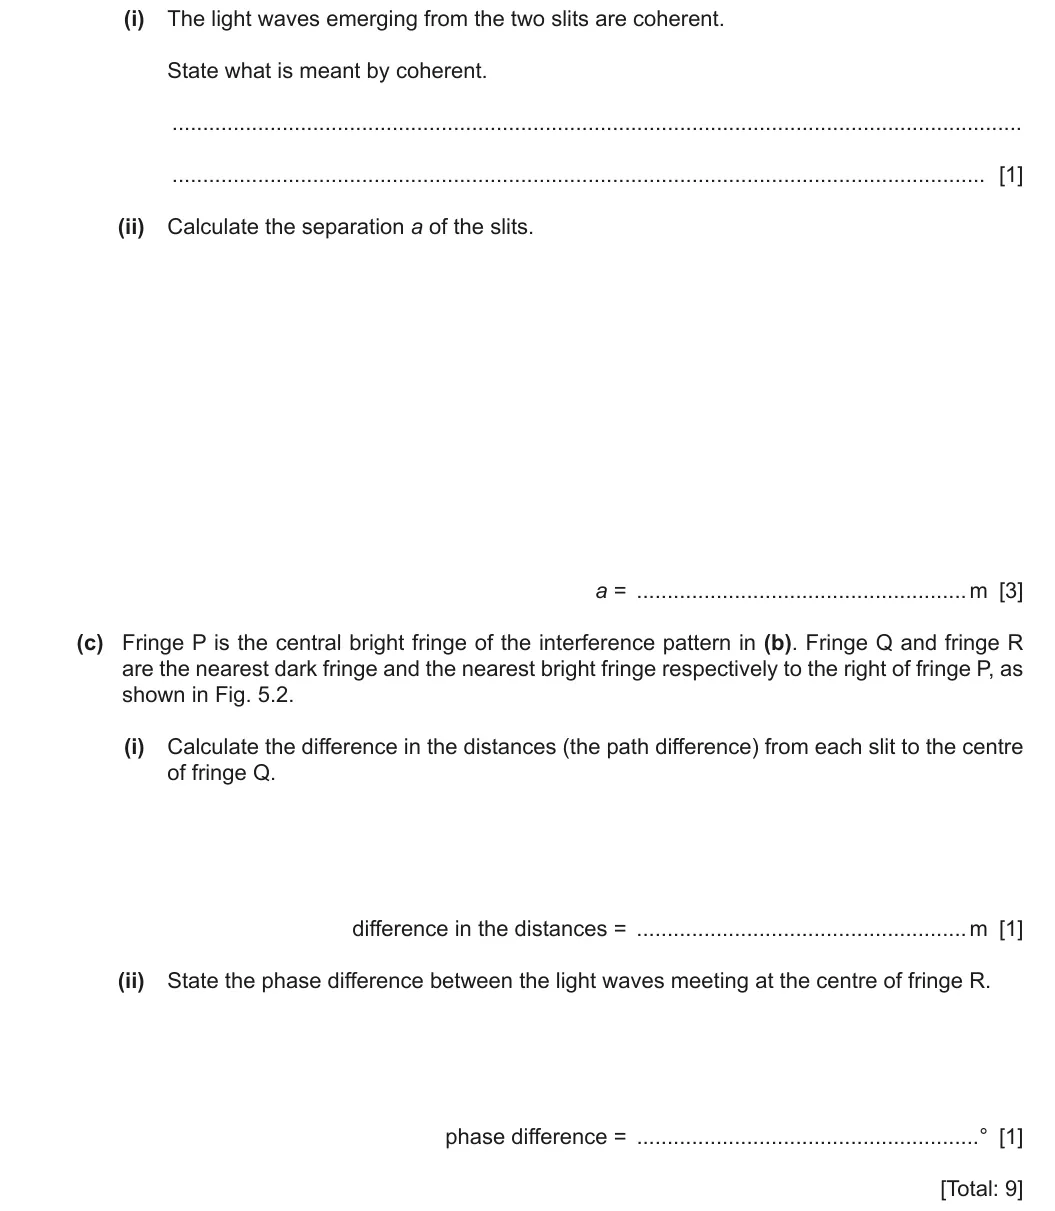 (i) The light waves emerging from the two slits are coherent.
State what is meant by coherent.
...........................................................................................................................................
..................................................................................................................................... [1]
(ii) Calculate the separation a of the slits.
a = ...................................................... m [3]
(c) Fringe P is the central bright fringe of the interference pattern in (b). Fringe Q and fringe R
are the nearest dark fringe and the nearest bright fringe respectively to the right of fringe P, as
shown in Fig. 5.2.
(i) Calculate the difference in the distances (the path difference) from each slit to the centre
of fringe Q.
difference in the distances = ...................................................... m [1]
(ii) State the phase difference between the light waves meeting at the centre of fringe R.
phase difference = ........................................................° [1]
[Total: 9]